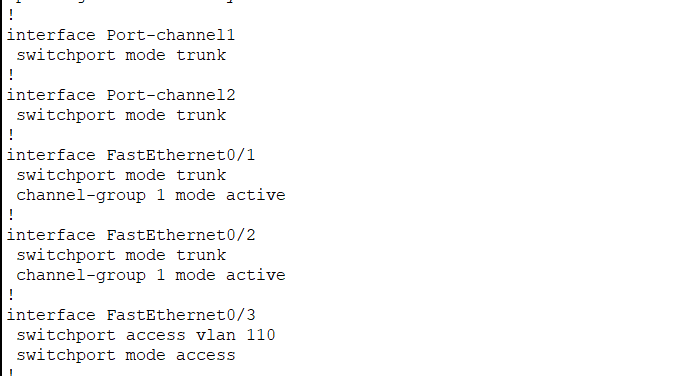 !
interface Port-channel1
 switchport mode trunk
!
interface Port-channel2
 switchport mode trunk
!
interface FastEthernet0/1
 switchport mode trunk
 channel-group 1 mode active
!
interface FastEthernet0/2
 switchport mode trunk
 channel-group 1 mode active
!
interface FastEthernet0/3
 switchport access vlan 110
 switchport mode access
!